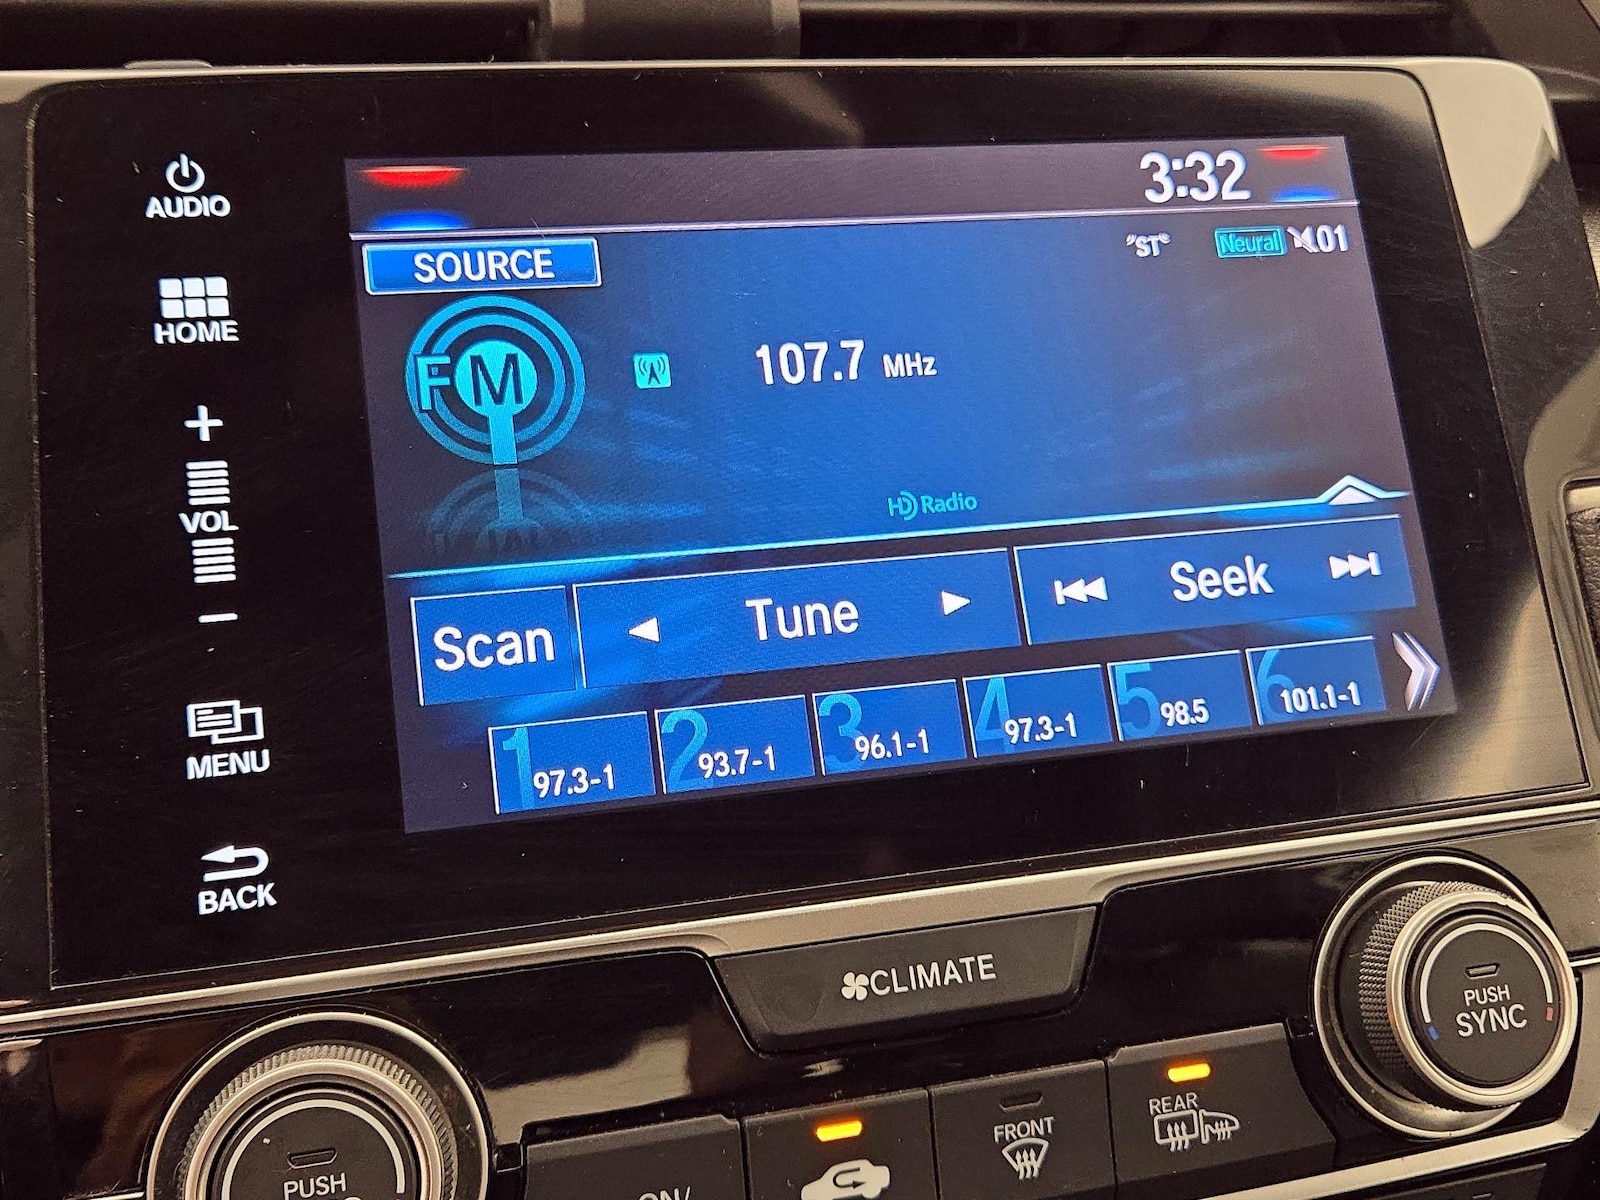 AUDIO
3:32
SOURCE
"ST"
Neural
01
HOME
FM
107.7 MHz
HD Radio
VOL
Scan
Tune
Seek
1 97.3-1
2 93.7-1
3 96.1-1
4 97.3-1
5 98.5
6 101.1-1
MENU
BACK
CLIMATE
PUSH
SYNC
REAR
FRONT
PUSH
ON/